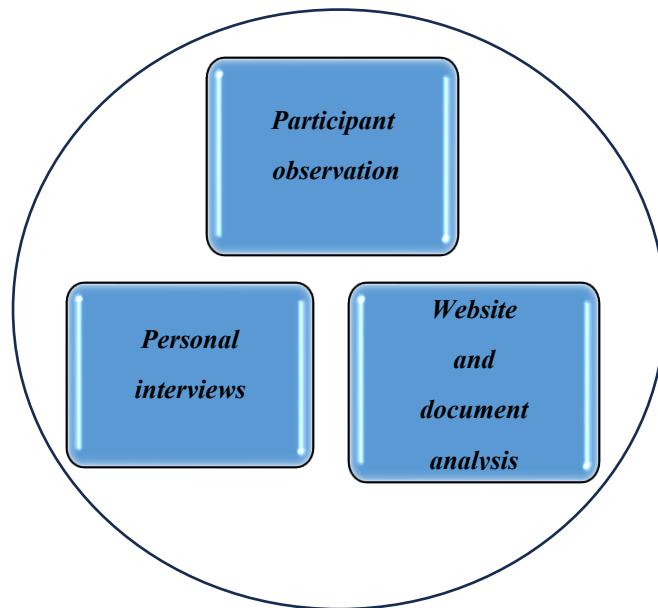 Participant
observation
Personal
interviews
Website
and
document
analysis